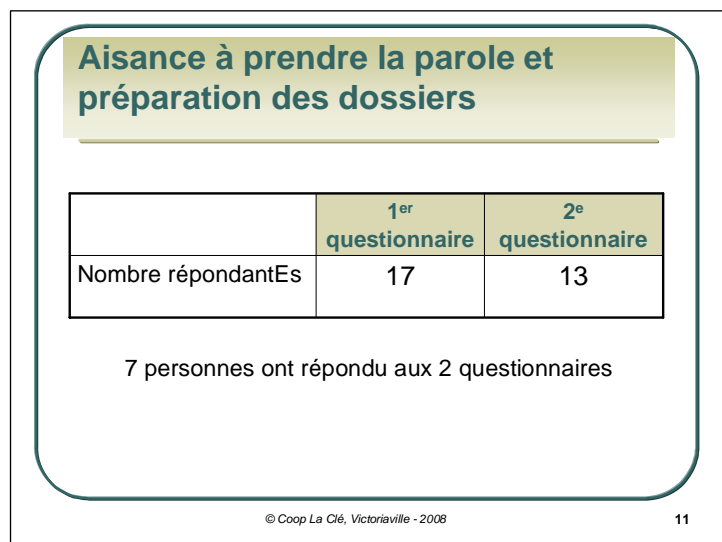 Aisance à prendre la parole et
préparation des dossiers
1er
questionnaire
2e
questionnaire
Nombre répondantEs 17 13
7 personnes ont répondu aux 2 questionnaires
© Coop La Clé, Victoriaville - 2008
11